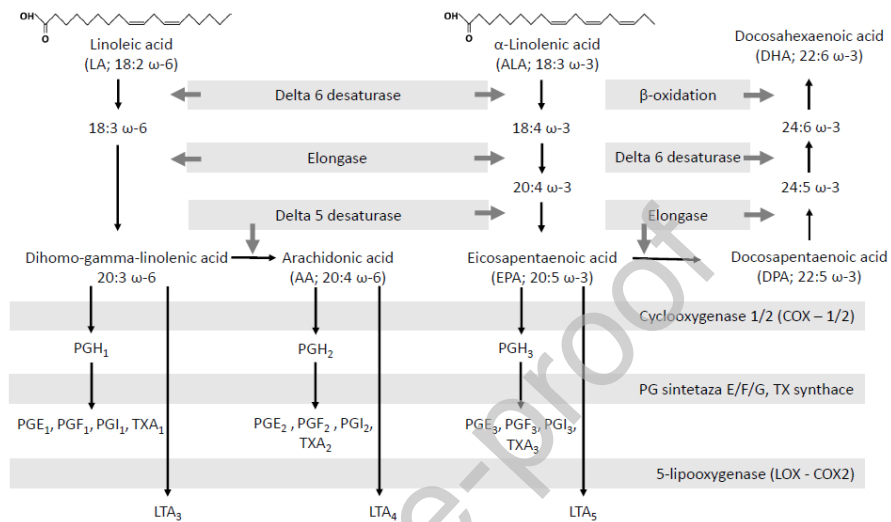 OH
O
OH
O
Linoleic acid
(LA; 18:2 ω-6)
α-Linolenic acid
(ALA; 18:3 ω-3)
Docosahexaenoic acid
(DHA; 22:6 ω-3)
Delta 6 desaturase
β-oxidation
18:3 ω-6
18:4 ω-3
24:6 ω-3
Elongase
Delta 6 desaturase
20:4 ω-3
24:5 ω-3
Delta 5 desaturase
Elongase
Dihomo-gamma-linolenic acid
20:3 ω-6
Arachidonic acid
(AA; 20:4 ω-6)
Eicosapentaenoic acid
(EPA; 20:5 ω-3)
Docosapentaenoic acid
(DPA; 22:5 ω-3)
Cyclooxygenase 1/2 (COX – 1/2)
PGH₁
PGH₂
PGH₃
PG sintetaza E/F/G, TX synthace
PGE₁, PGF₁, PGI₁, TXA₁
PGE₂ , PGF₂ , PGI₂,
TXA₂
PGE₃, PGF₃, PGI₃,
TXA₃
5-lipooxygenase (LOX - COX2)
LTA₃
LTA₄
LTA₅
e-proof